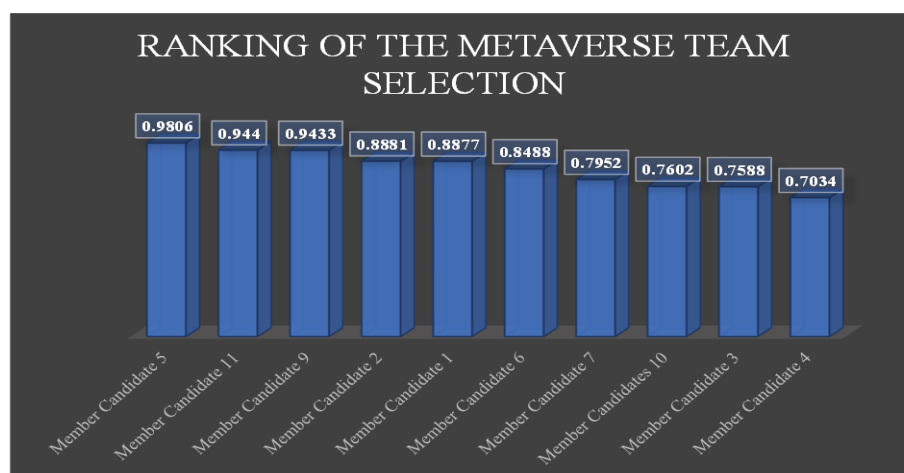 RANKING OF THE METAVERSE TEAM
SELECTION
0.9806
0.944
0.9433
0.8881
0.8877
0.8488
0.7952
0.7602
0.7588
0.7034
Member Candidate 5
Member Candidate 11
Member Candidate 9
Member Candidate 2
Member Candidate 1
Member Candidate 6
Member Candidate 7
Member Candidates 10
Member Candidate 3
Member Candidate 4